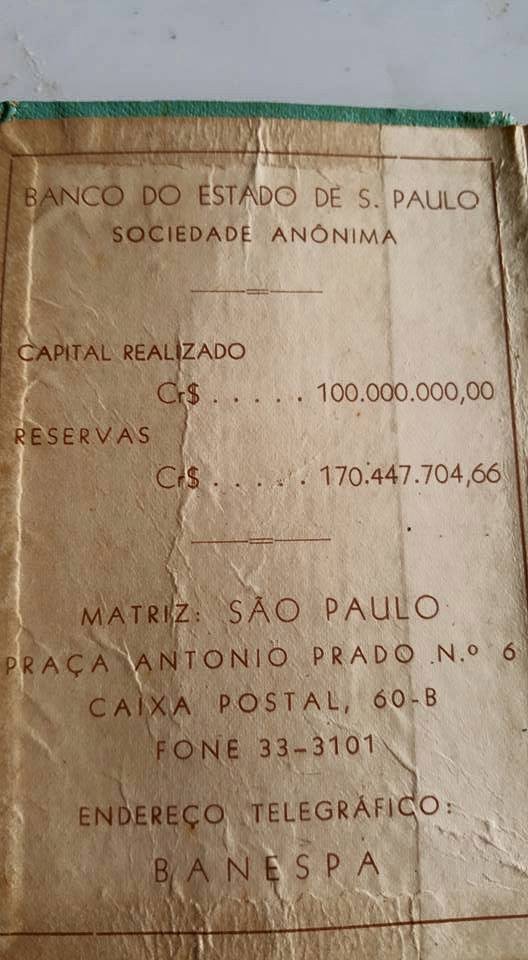 BANCO DO ESTADO DE S. PAULO
SOCIEDADE ANÔNIMA
CAPITAL REALIZADO
Cr$ . . . . . 100.000.000,00
RESERVAS
Cr$ . . . . . 170.447.704,66
MATRIZ: SÃO PAULO
PRAÇA ANTONIO PRADO N.º 6
CAIXA POSTAL, 60-B
FONE 33-3101
ENDEREÇO TELEGRÁFICO:
BANESPA